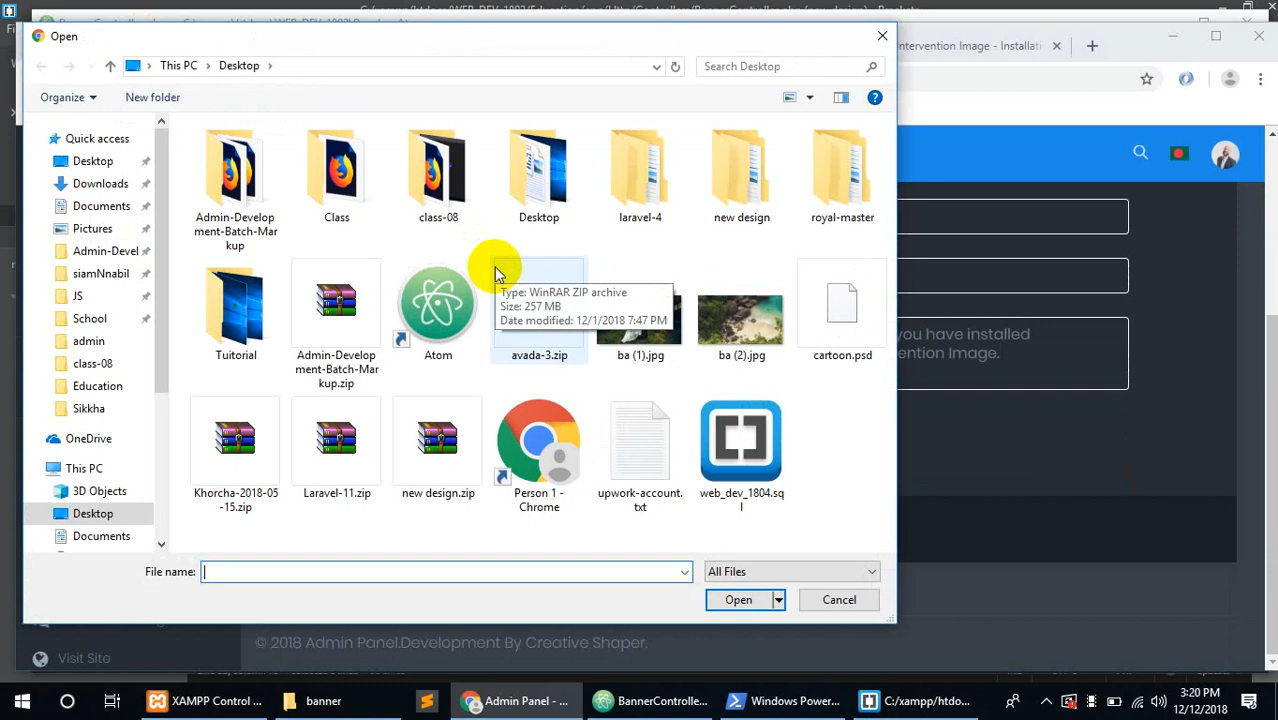 Open
This PC > Desktop >
Search Desktop
Organize
New folder
Quick access
Desktop
Downloads
Documents
Pictures
Admin-Devel
siamNnabil
JS
School
admin
class-08
Education
Sikkha
OneDrive
This PC
3D Objects
Desktop
Documents
Admin-Develo
pment-Batch-Mar
kup
Class
class-08
Desktop
laravel-4
new design
royal-master
Tuitorial
Admin-Develop
ment-Batch-Mar
kup.zip
Atom
Type: WinRAR ZIP archive
Size: 257 MB
Date modified: 12/1/2018 7:47 PM
avada-3.zip
ba (1).jpg
ba (2).jpg
cartoon.psd
Khorcha-2018-05
-15.zip
Laravel-11.zip
new design.zip
Person 1 -
Chrome
upwork-account.
txt
web_dev_1804.sq
l
File name:
All Files
Open
Cancel
ntervention Image - Installati
you have installed
ention Image.
© 2018 Admin Panel.Development By Creative Shaper.
Visit Site
XAMPP Control ...
banner
Admin Panel - ...
BannerControlle...
Windows Power...
C:/xampp/htdo...
3:20 PM
12/12/2018